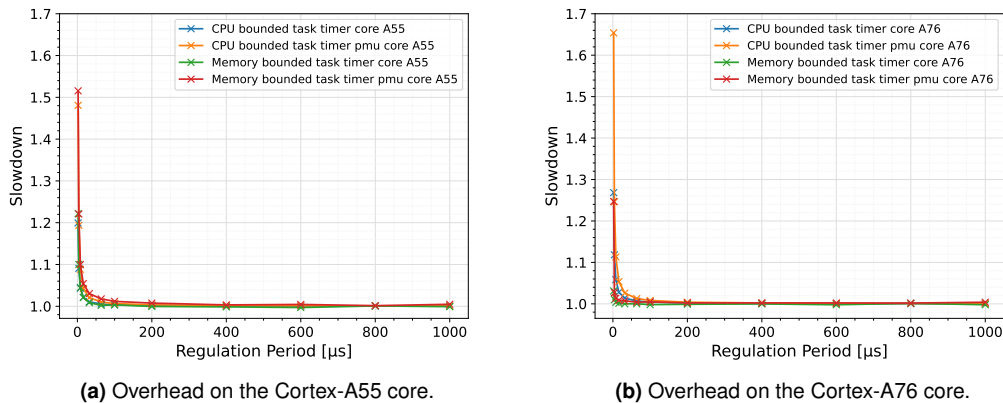 CPU bounded task timer core A55
CPU bounded task timer pmu core A55
Memory bounded task timer core A55
Memory bounded task timer pmu core A55
1.7
1.6
1.5
1.4
1.3
1.2
1.1
1.0
Slowdown
0 200 400 600 800 1000
Regulation Period [µs]
(a) Overhead on the Cortex-A55 core.
CPU bounded task timer core A76
CPU bounded task timer pmu core A76
Memory bounded task timer core A76
Memory bounded task timer pmu core A76
1.7
1.6
1.5
1.4
1.3
1.2
1.1
1.0
Slowdown
0 200 400 600 800 1000
Regulation Period [µs]
(b) Overhead on the Cortex-A76 core.